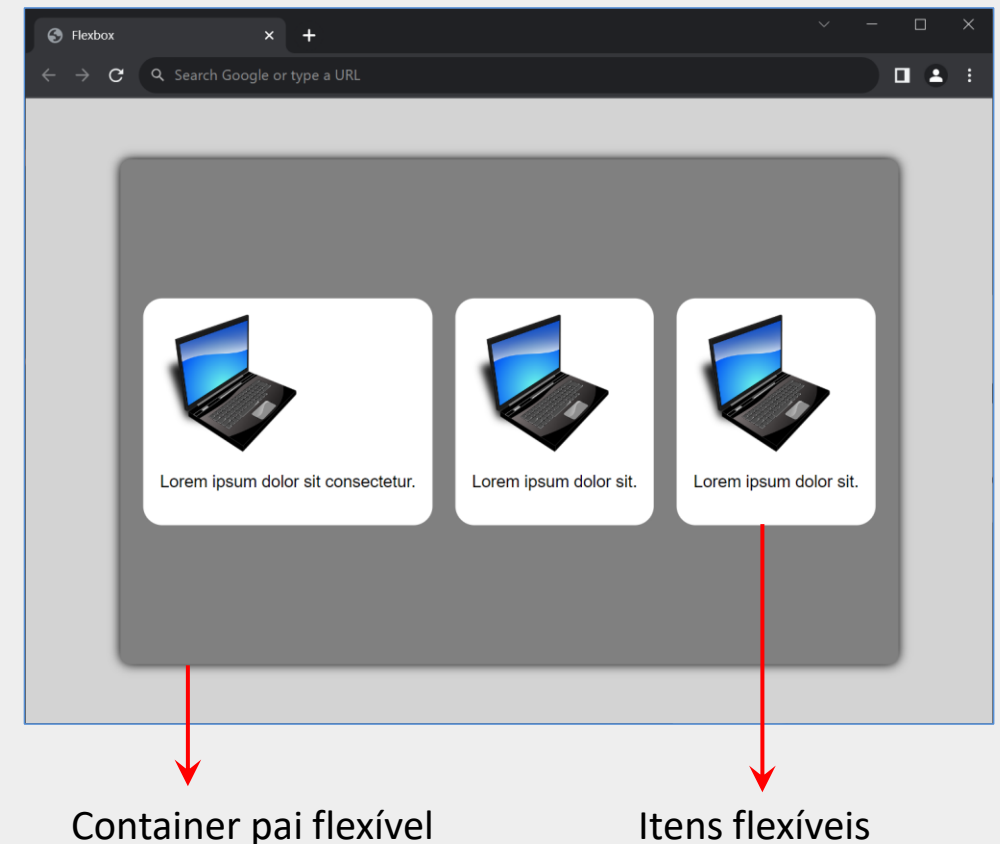 Flexbox
Search Google or type a URL
Lorem ipsum dolor sit consectetur.
Lorem ipsum dolor sit.
Lorem ipsum dolor sit.
Container pai flexível
Itens flexíveis